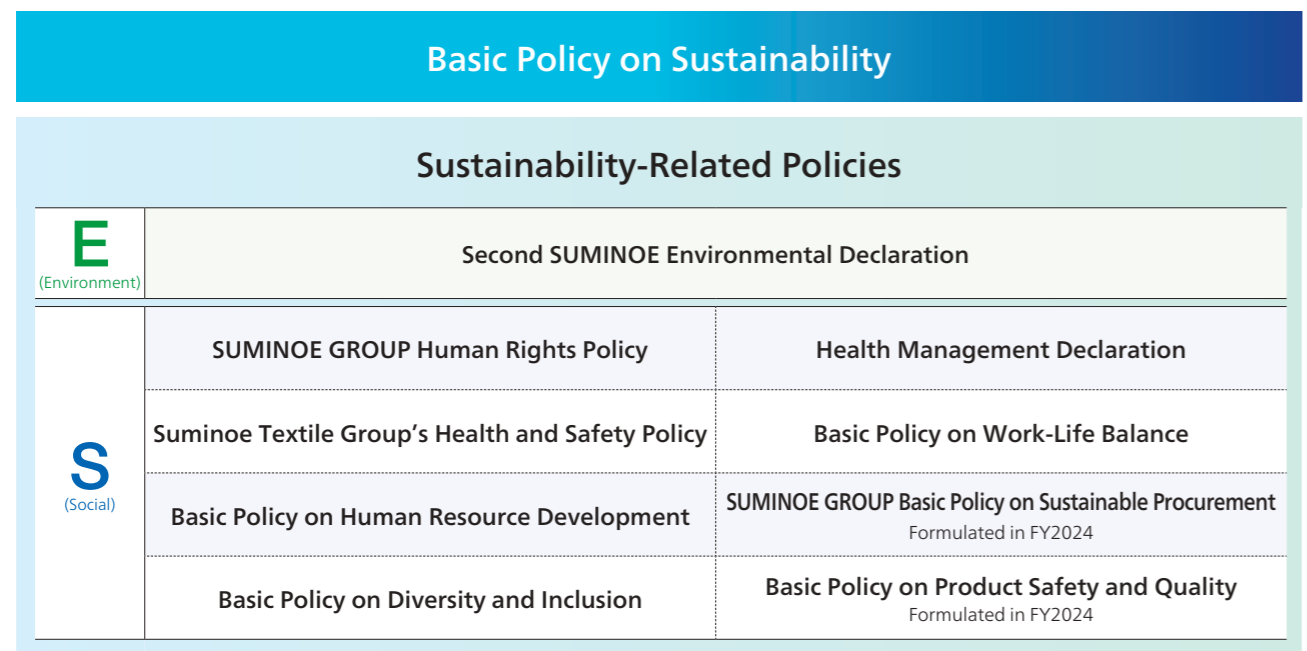 Basic Policy on Sustainability
Sustainability-Related Policies
E
(Environment)
Second SUMINOE Environmental Declaration
S
(Social)
SUMINOE GROUP Human Rights Policy
Health Management Declaration
Suminoe Textile Group’s Health and Safety Policy
Basic Policy on Work-Life Balance
Basic Policy on Human Resource Development
SUMINOE GROUP Basic Policy on Sustainable Procurement
Formulated in FY2024
Basic Policy on Diversity and Inclusion
Basic Policy on Product Safety and Quality
Formulated in FY2024